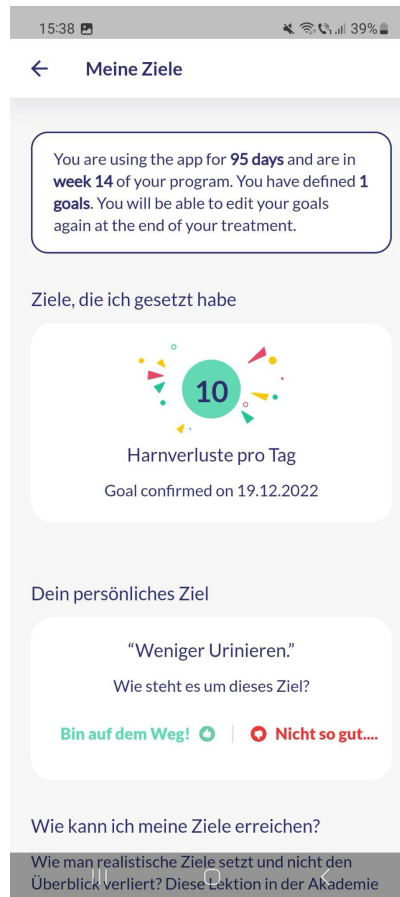 15:38 39%
Meine Ziele
You are using the app for 95 days and are in
week 14 of your program. You have defined 1
goals. You will be able to edit your goals
again at the end of your treatment.
Ziele, die ich gesetzt habe
10
Harnverluste pro Tag
Goal confirmed on 19.12.2022
Dein persönliches Ziel
“Weniger Urinieren.”
Wie steht es um dieses Ziel?
Bin auf dem Weg! Nicht so gut....
Wie kann ich meine Ziele erreichen?
Wie man realistische Ziele setzt und nicht den
Überblick verliert? Diese Lektion in der Akademie